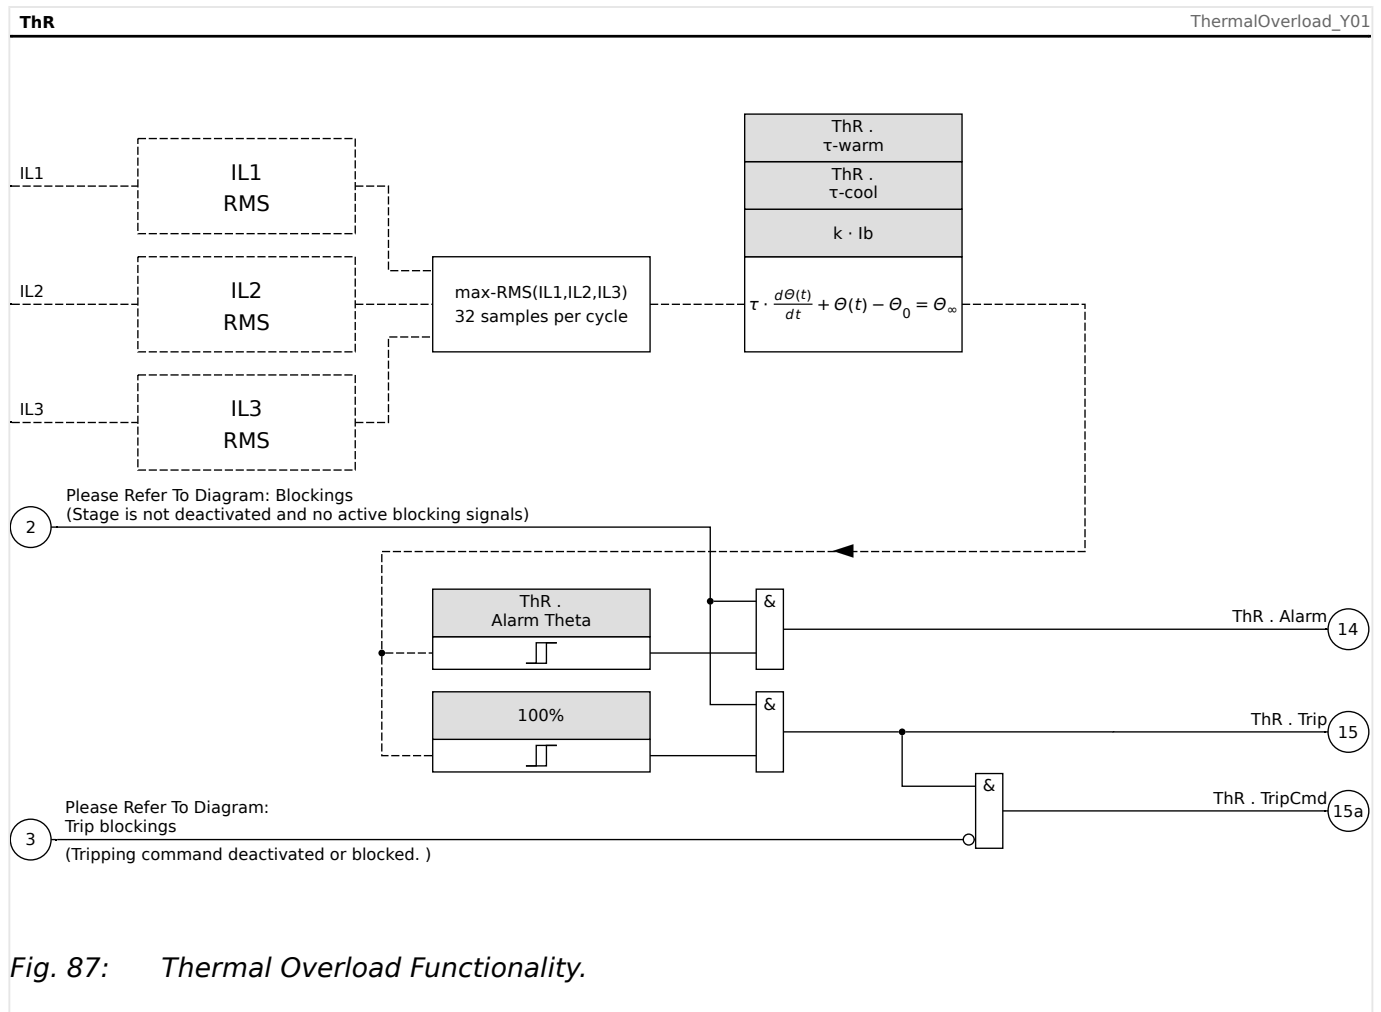 ThR
ThermalOverload_Y01
ThR .
τ-warm
ThR .
τ-cool
k · Ib
IL1
IL1
RMS
IL2
IL2
RMS
IL3
IL3
RMS
max-RMS(IL1,IL2,IL3)
32 samples per cycle
τ · dΘ(t)/dt + Θ(t) − Θ₀ = Θ∞
2
Please Refer To Diagram: Blockings
(Stage is not deactivated and no active blocking signals)
ThR .
Alarm Theta
&
ThR . Alarm
14
100%
&
ThR . Trip
15
&
ThR . TripCmd
15a
3
Please Refer To Diagram:
Trip blockings
(Tripping command deactivated or blocked. )
Fig. 87: Thermal Overload Functionality.